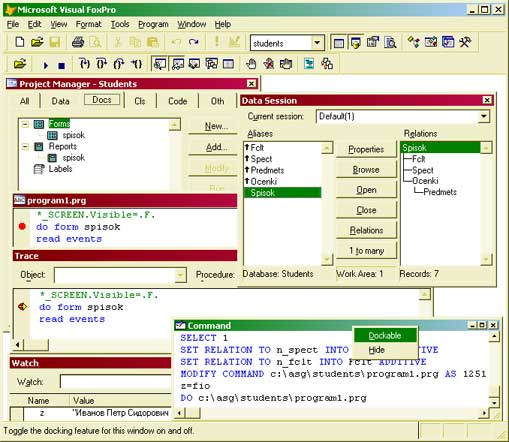 Microsoft Visual FoxPro
File Edit View Format Tools Program Window Help
students
Project Manager - Students
All Data Docs Cls Code Oth
Forms
spisok
Reports
spisok
Labels
New...
Add...
Modify
Run
Data Session
Current session: Default(1)
Aliases
Relations
Fclt
Spect
Predmets
Ocenki
Spisok
Properties
Browse
Open
Close
Relations
1 to many
Spisok
Fclt
Spect
Ocenki
Predmets
Database: Students Work Area: 1 Records: 7
program1.prg
*_SCREEN.Visible=.F.
do form spisok
read events
Trace
Object: Procedure:
*_SCREEN.Visible=.F.
do form spisok
read events
Watch
Watch:
Name Value
z "Иванов Петр Сидорович
Command
SELECT 1
SET RELATION TO n_spect INTO
SET RELATION TO n_fclt INTO Fclt ADDITIVE
MODIFY COMMAND c:\asg\students\program1.prg AS 1251
z=fio
DO c:\asg\students\program1.prg
Dockable
Hide
Toggle the docking feature for this window on and off.